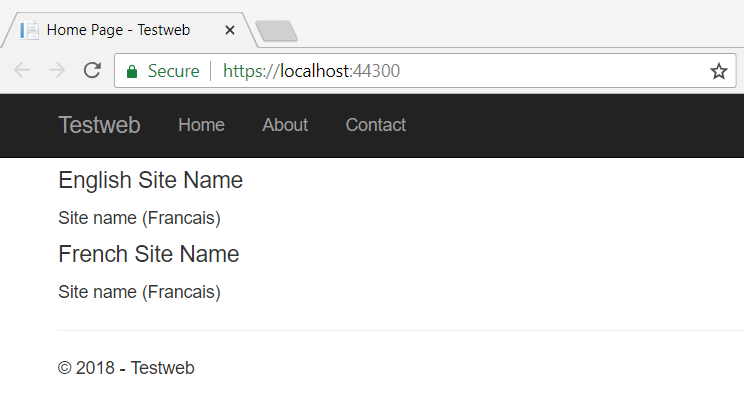 Home Page - Testweb
Secure https://localhost:44300
Testweb Home About Contact
English Site Name
Site name (Francais)
French Site Name
Site name (Francais)
© 2018 - Testweb